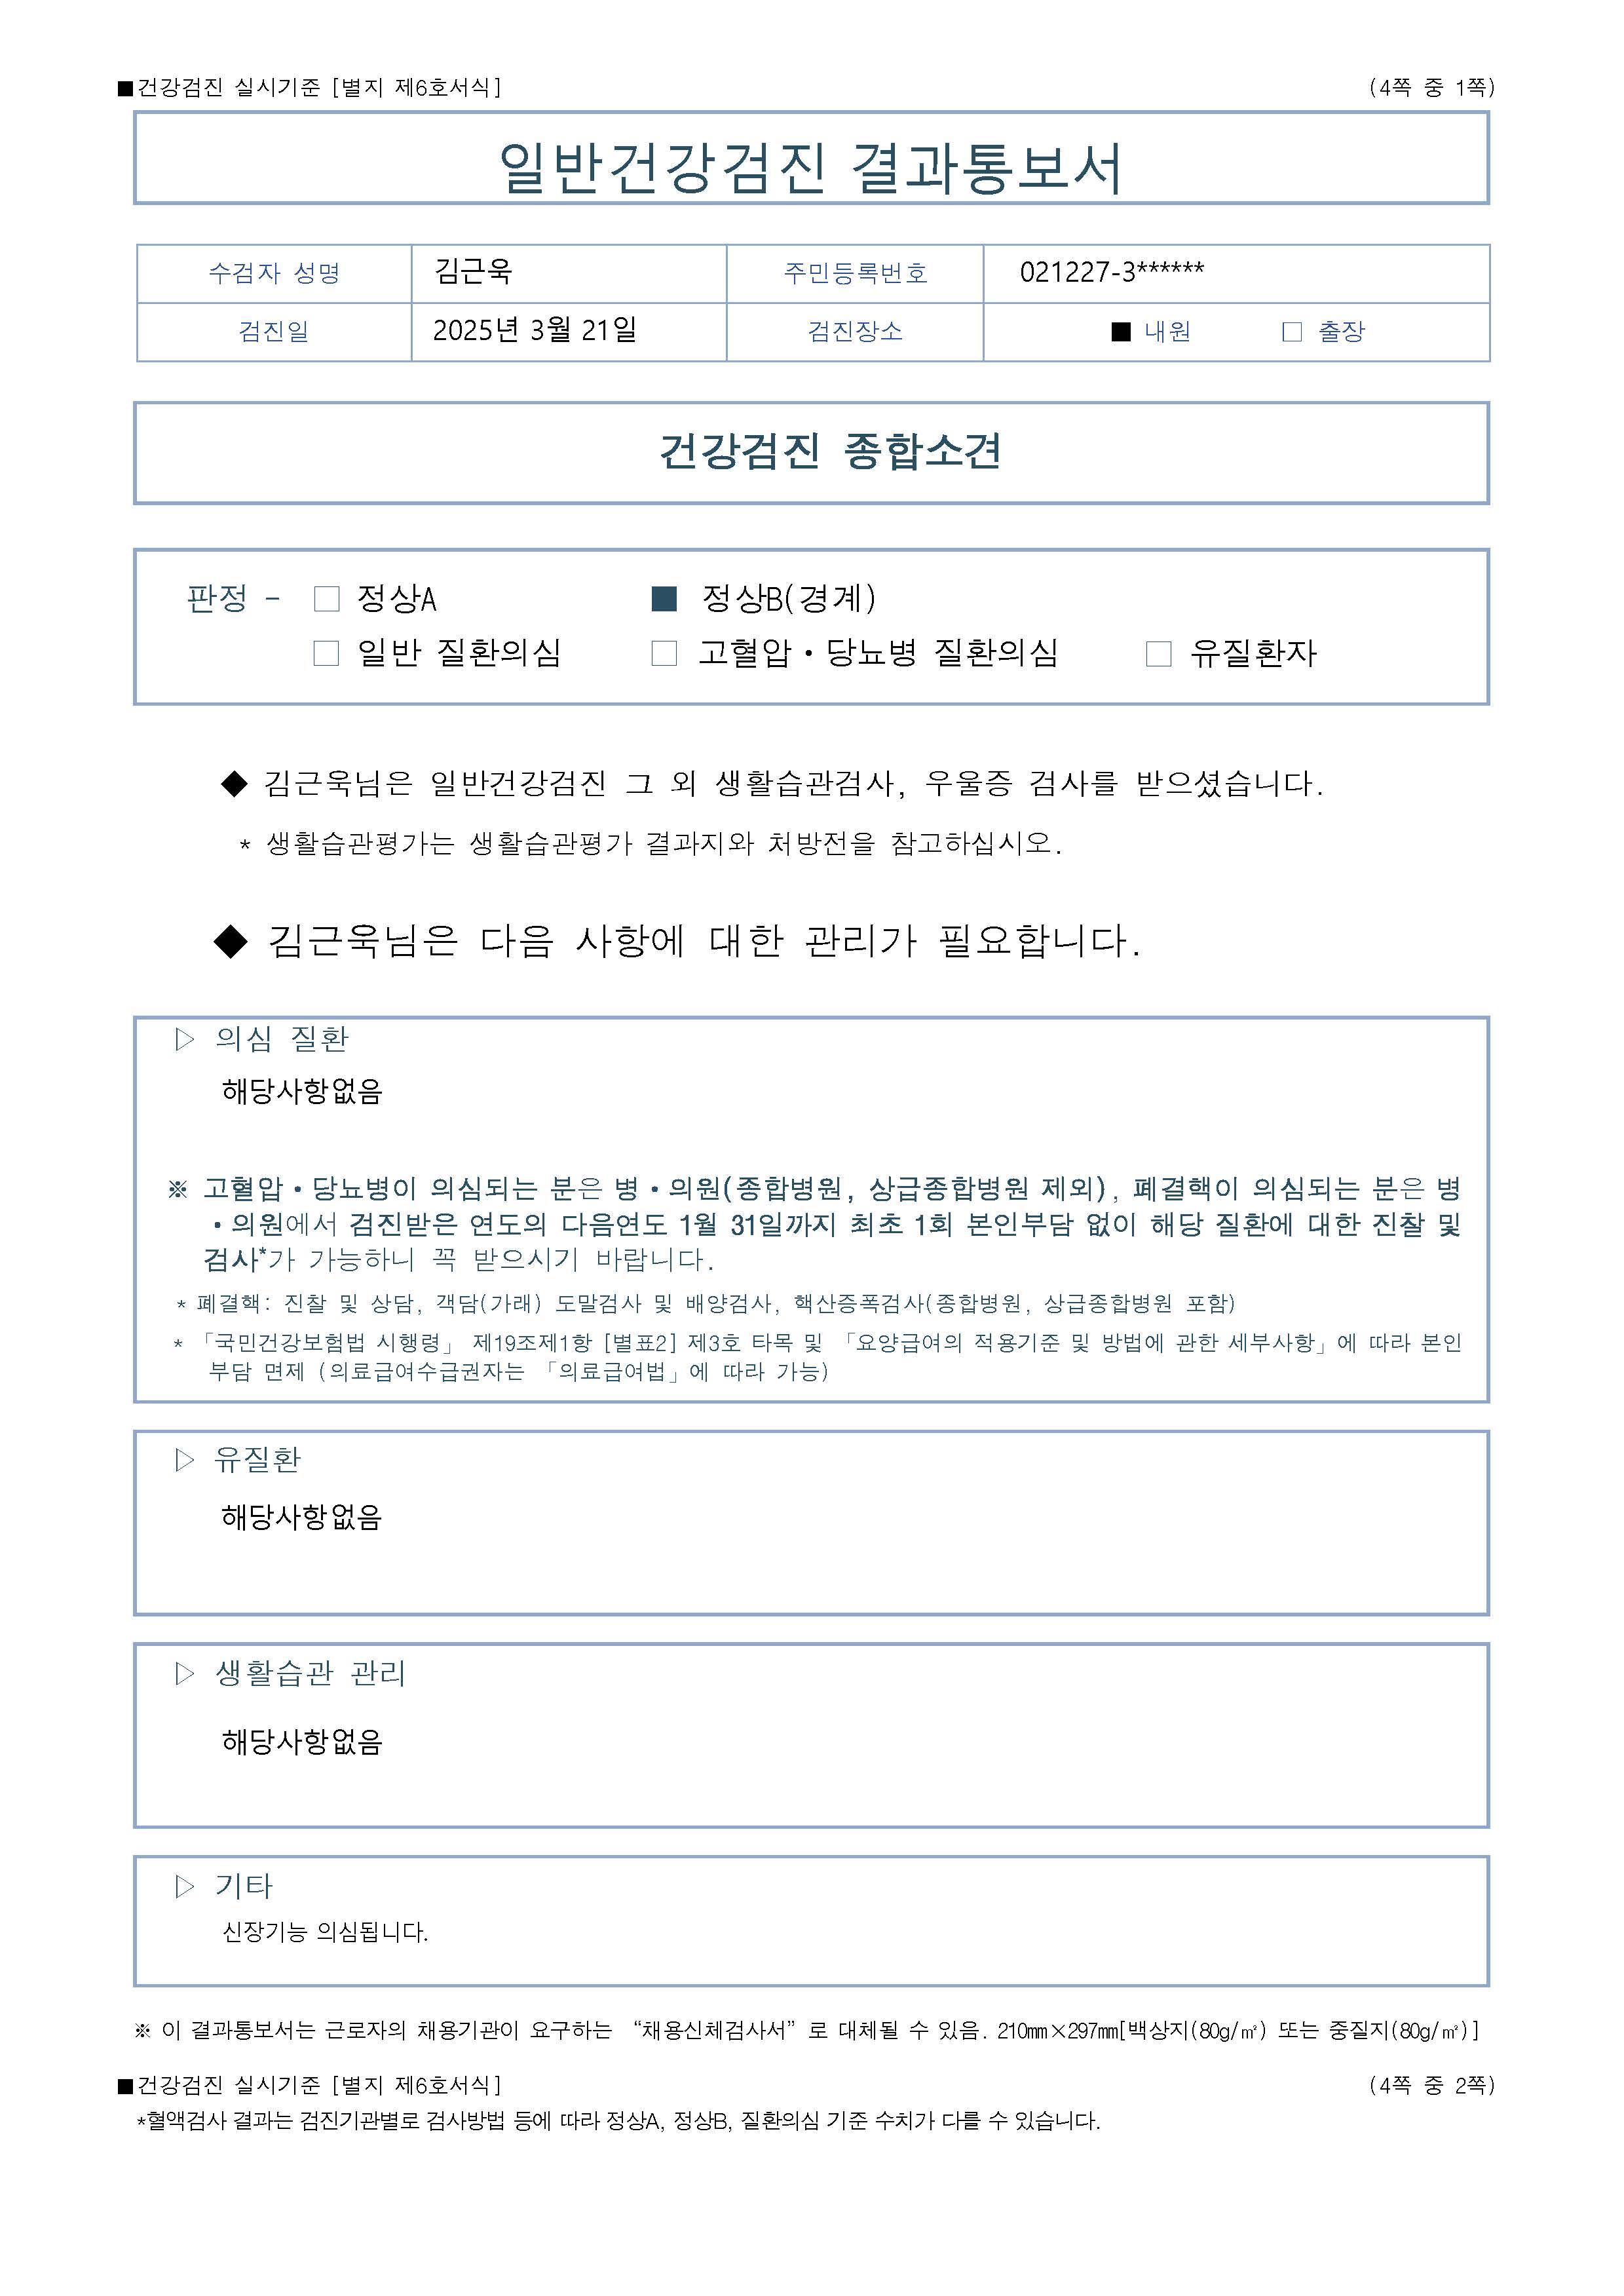 ■건강검진 실시기준 [별지 제6호서식] (4쪽 중 1쪽)
일반건강검진 결과통보서
수검자 성명 김근욱 주민등록번호 021227-3******
검진일 2025년 3월 21일 검진장소 ■ 내원 □ 출장
건강검진 종합소견
판정 - □ 정상A ■ 정상B(경계)
□ 일반 질환의심 □ 고혈압·당뇨병 질환의심 □ 유질환자
◆ 김근욱님은 일반건강검진 그 외 생활습관검사, 우울증 검사를 받으셨습니다.
* 생활습관평가는 생활습관평가 결과지와 처방전을 참고하십시오.
◆ 김근욱님은 다음 사항에 대한 관리가 필요합니다.
▷ 의심 질환
해당사항없음
※ 고혈압·당뇨병이 의심되는 분은 병·의원(종합병원, 상급종합병원 제외), 폐결핵이 의심되는 분은 병
·의원에서 검진받은 연도의 다음연도 1월 31일까지 최초 1회 본인부담 없이 해당 질환에 대한 진찰 및
검사*가 가능하니 꼭 받으시기 바랍니다.
* 폐결핵: 진찰 및 상담, 객담(가래) 도말검사 및 배양검사, 핵산증폭검사(종합병원, 상급종합병원 포함)
* 「국민건강보험법 시행령」 제19조제1항 [별표2] 제3호 타목 및 「요양급여의 적용기준 및 방법에 관한 세부사항」에 따라 본인
부담 면제 (의료급여수급권자는 「의료급여법」에 따라 가능)
▷ 유질환
해당사항없음
▷ 생활습관 관리
해당사항없음
▷ 기타
신장기능 의심됩니다.
※ 이 결과통보서는 근로자의 채용기관이 요구하는 “채용신체검사서”로 대체될 수 있음. 210㎜×297㎜[백상지(80g/㎡) 또는 중질지(80g/㎡)]
■건강검진 실시기준 [별지 제6호서식] (4쪽 중 2쪽)
*혈액검사 결과는 검진기관별로 검사방법 등에 따라 정상A, 정상B, 질환의심 기준 수치가 다를 수 있습니다.